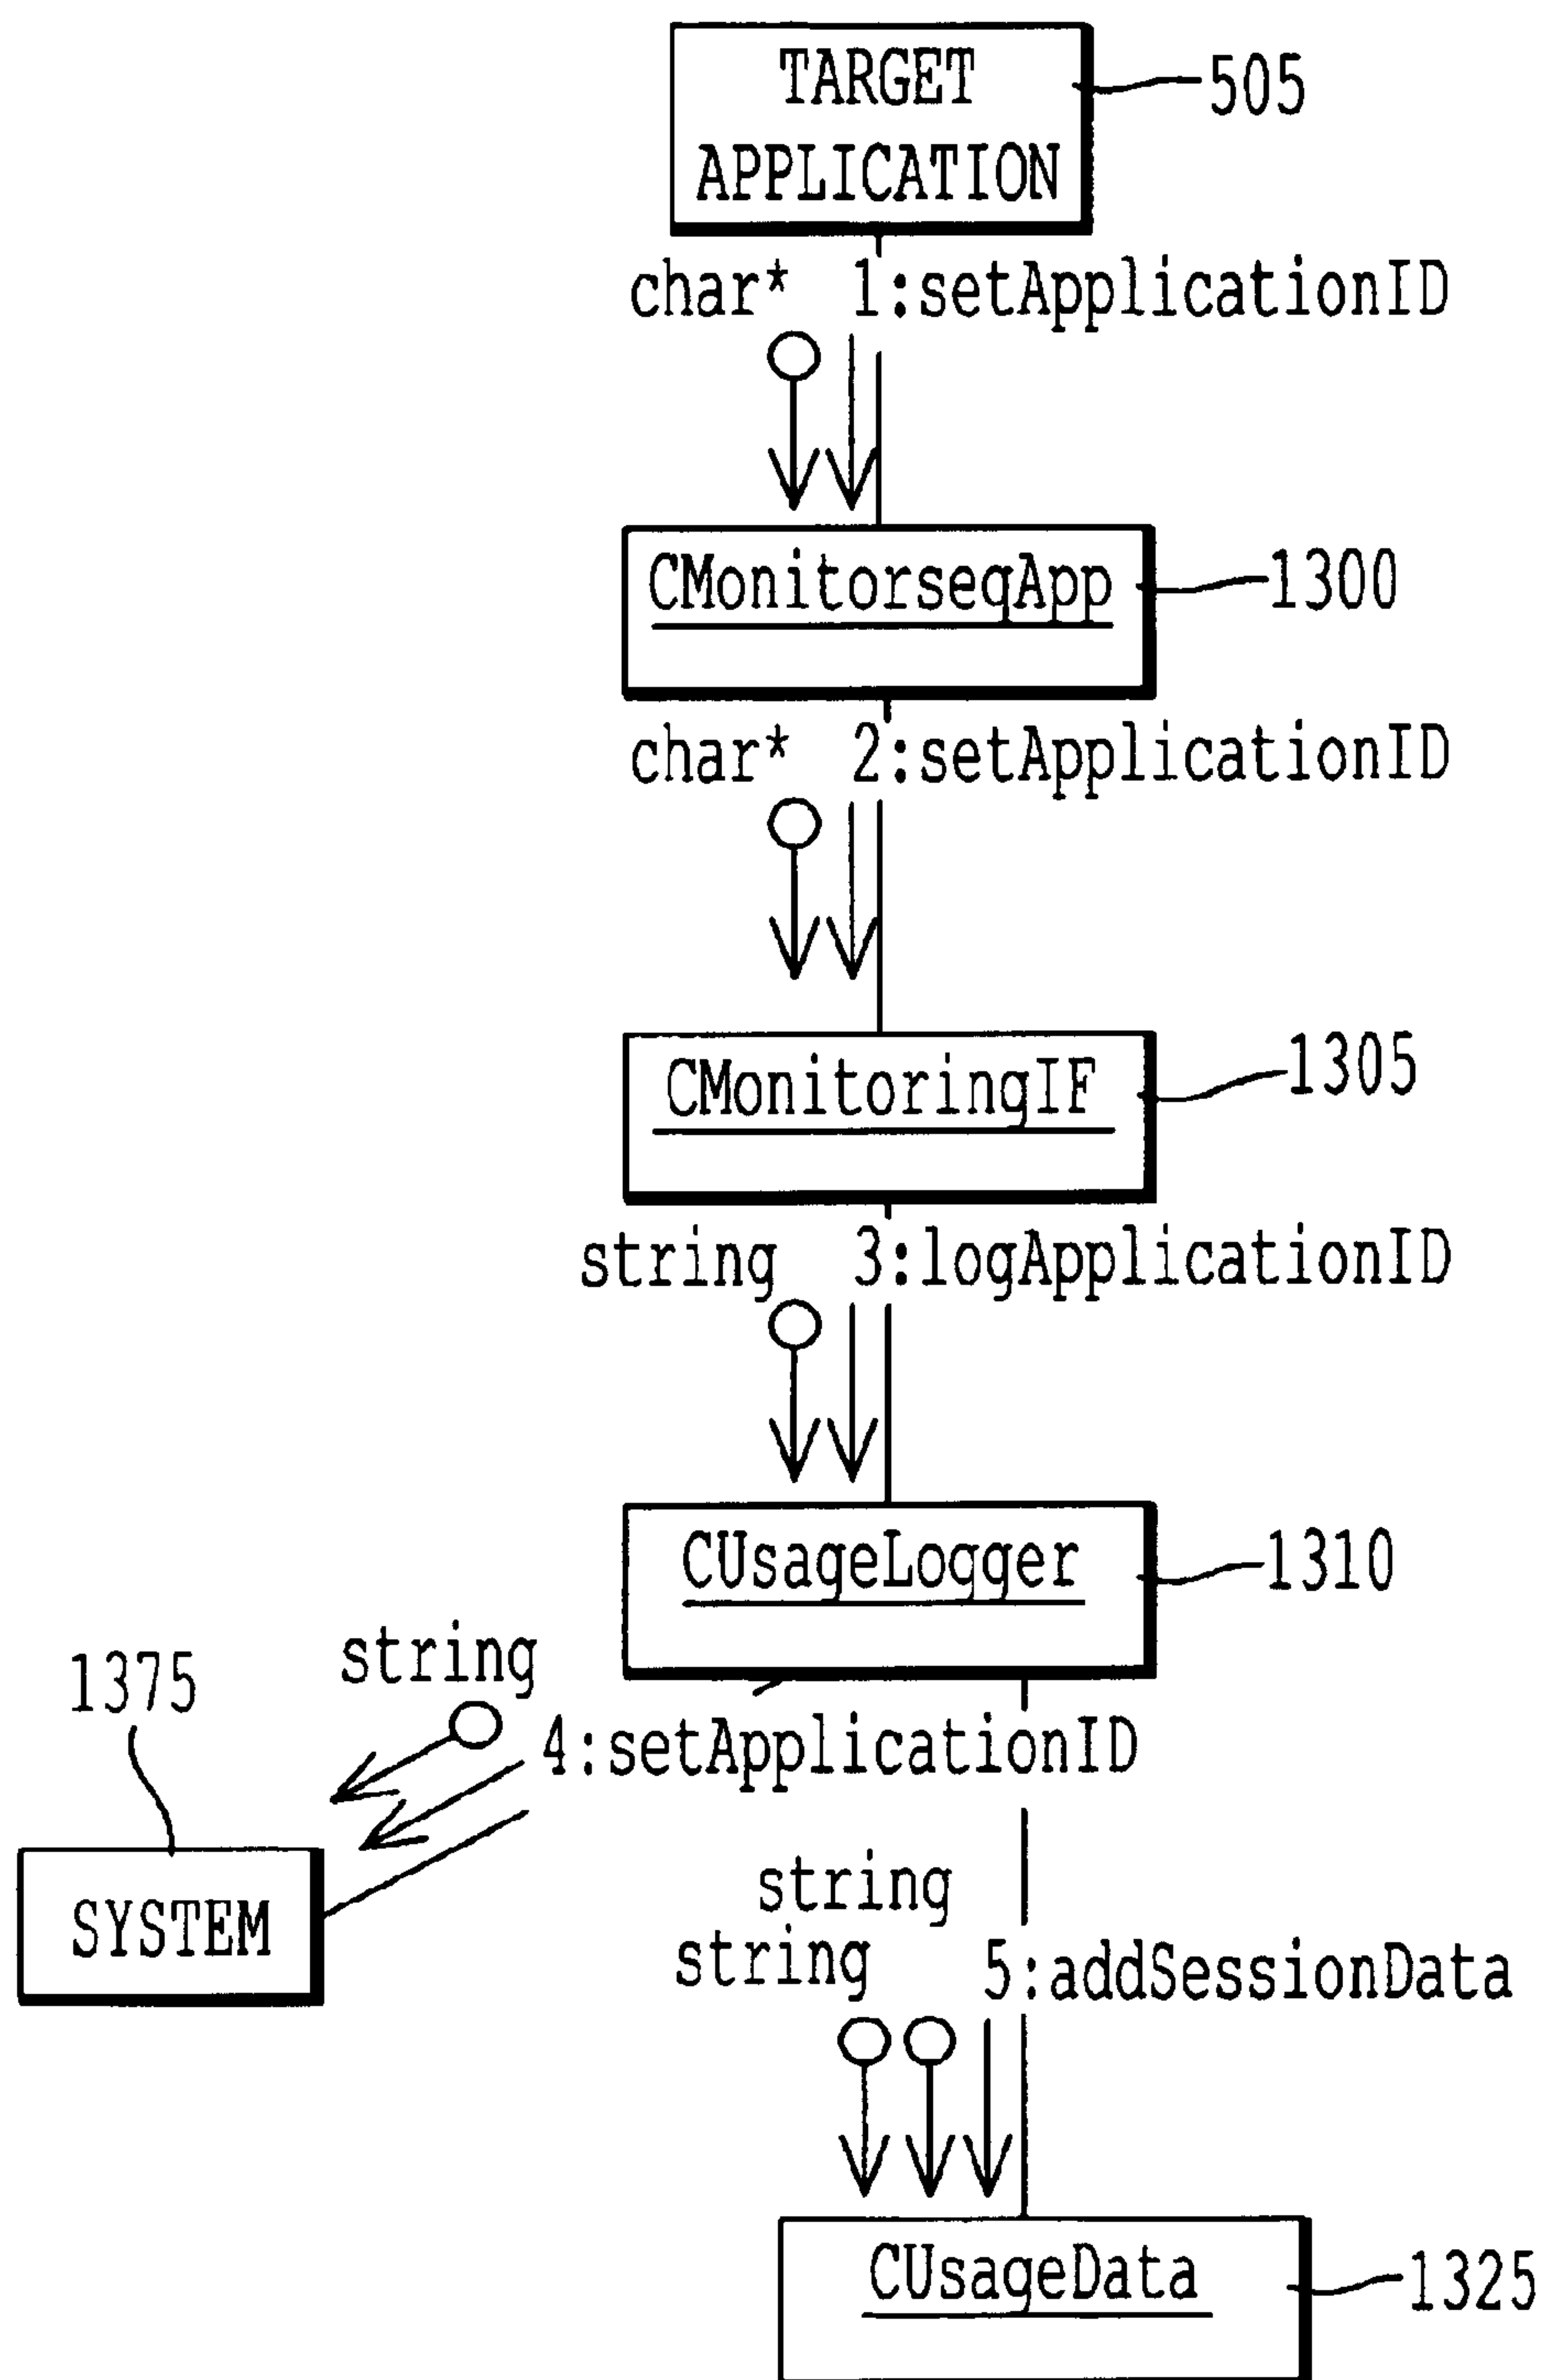 TARGET
APPLICATION
505
char* 1:setApplicationID
CMonitorseqApp
1300
char* 2:setApplicationID
CMonitoringIF
1305
string 3:logApplicationID
CUsageLogger
1310
string
1375
4:setApplicationID
SYSTEM
string
string 5:addSessionData
CUsageData
1325